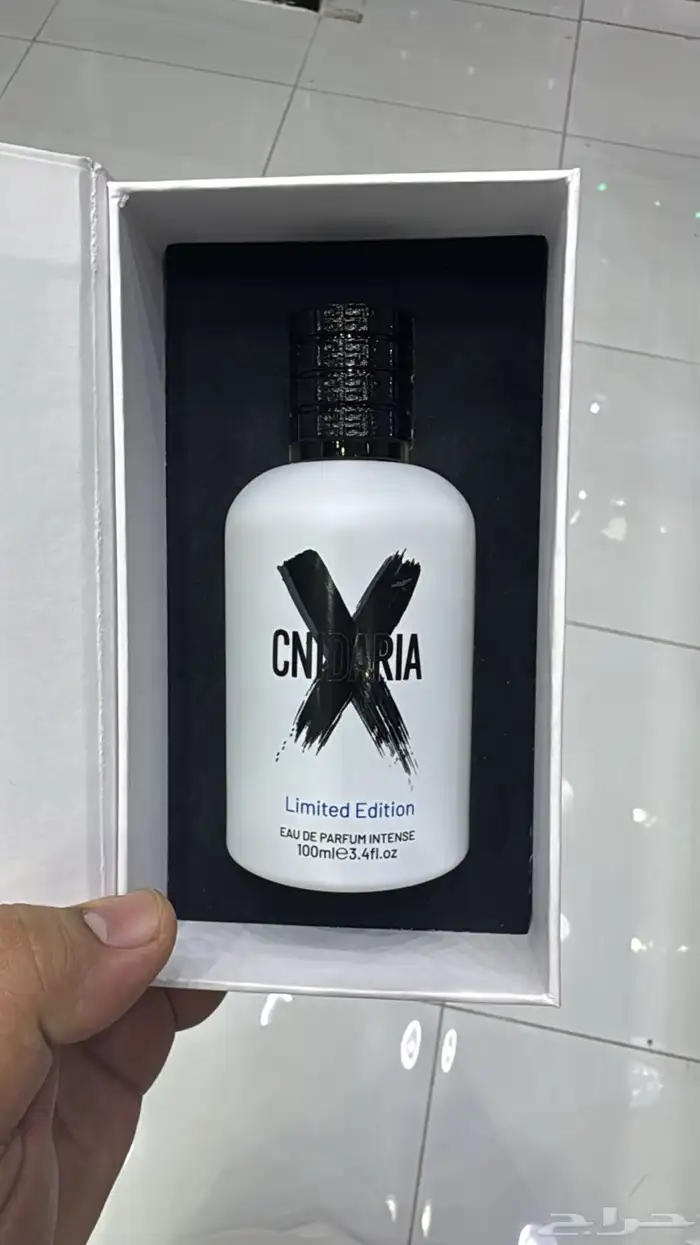 X
CNIDARIA
Limited Edition
EAU DE PARFUM INTENSE
100ml℮3.4fl.oz
حراج